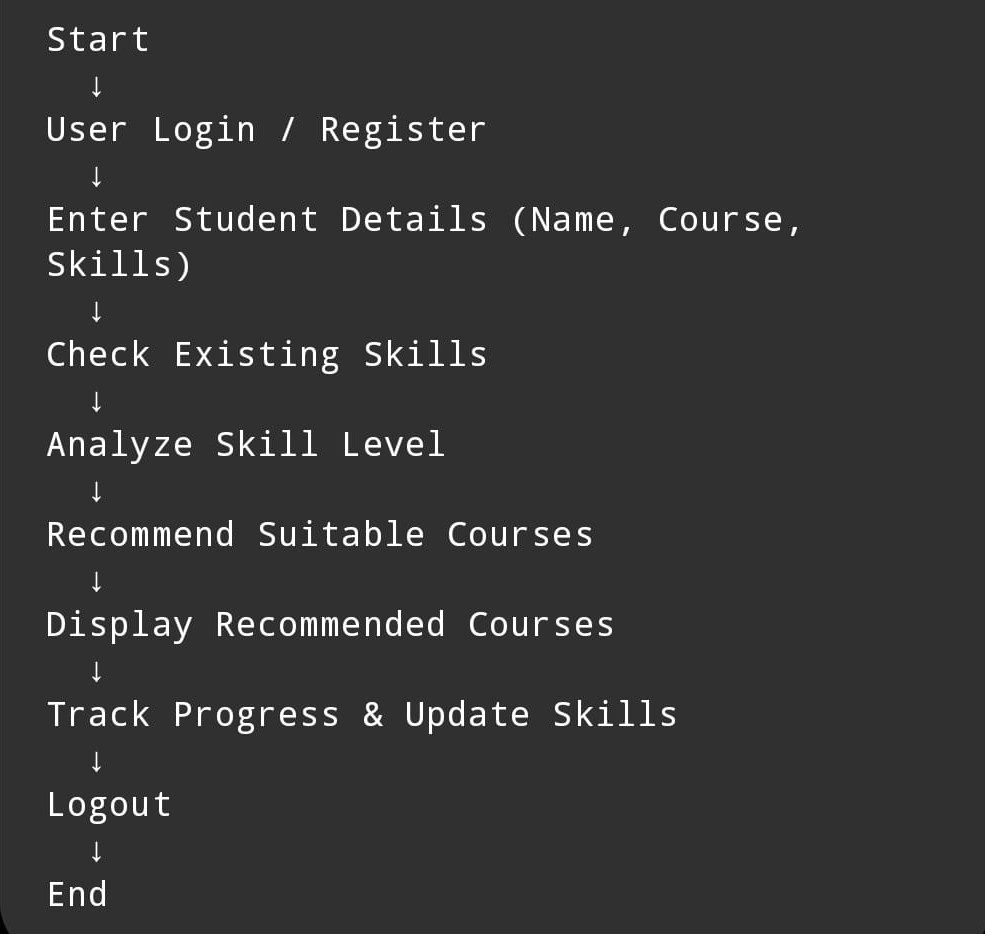 Start
↓
User Login / Register
↓
Enter Student Details (Name, Course,
Skills)
↓
Check Existing Skills
↓
Analyze Skill Level
↓
Recommend Suitable Courses
↓
Display Recommended Courses
↓
Track Progress & Update Skills
↓
Logout
↓
End